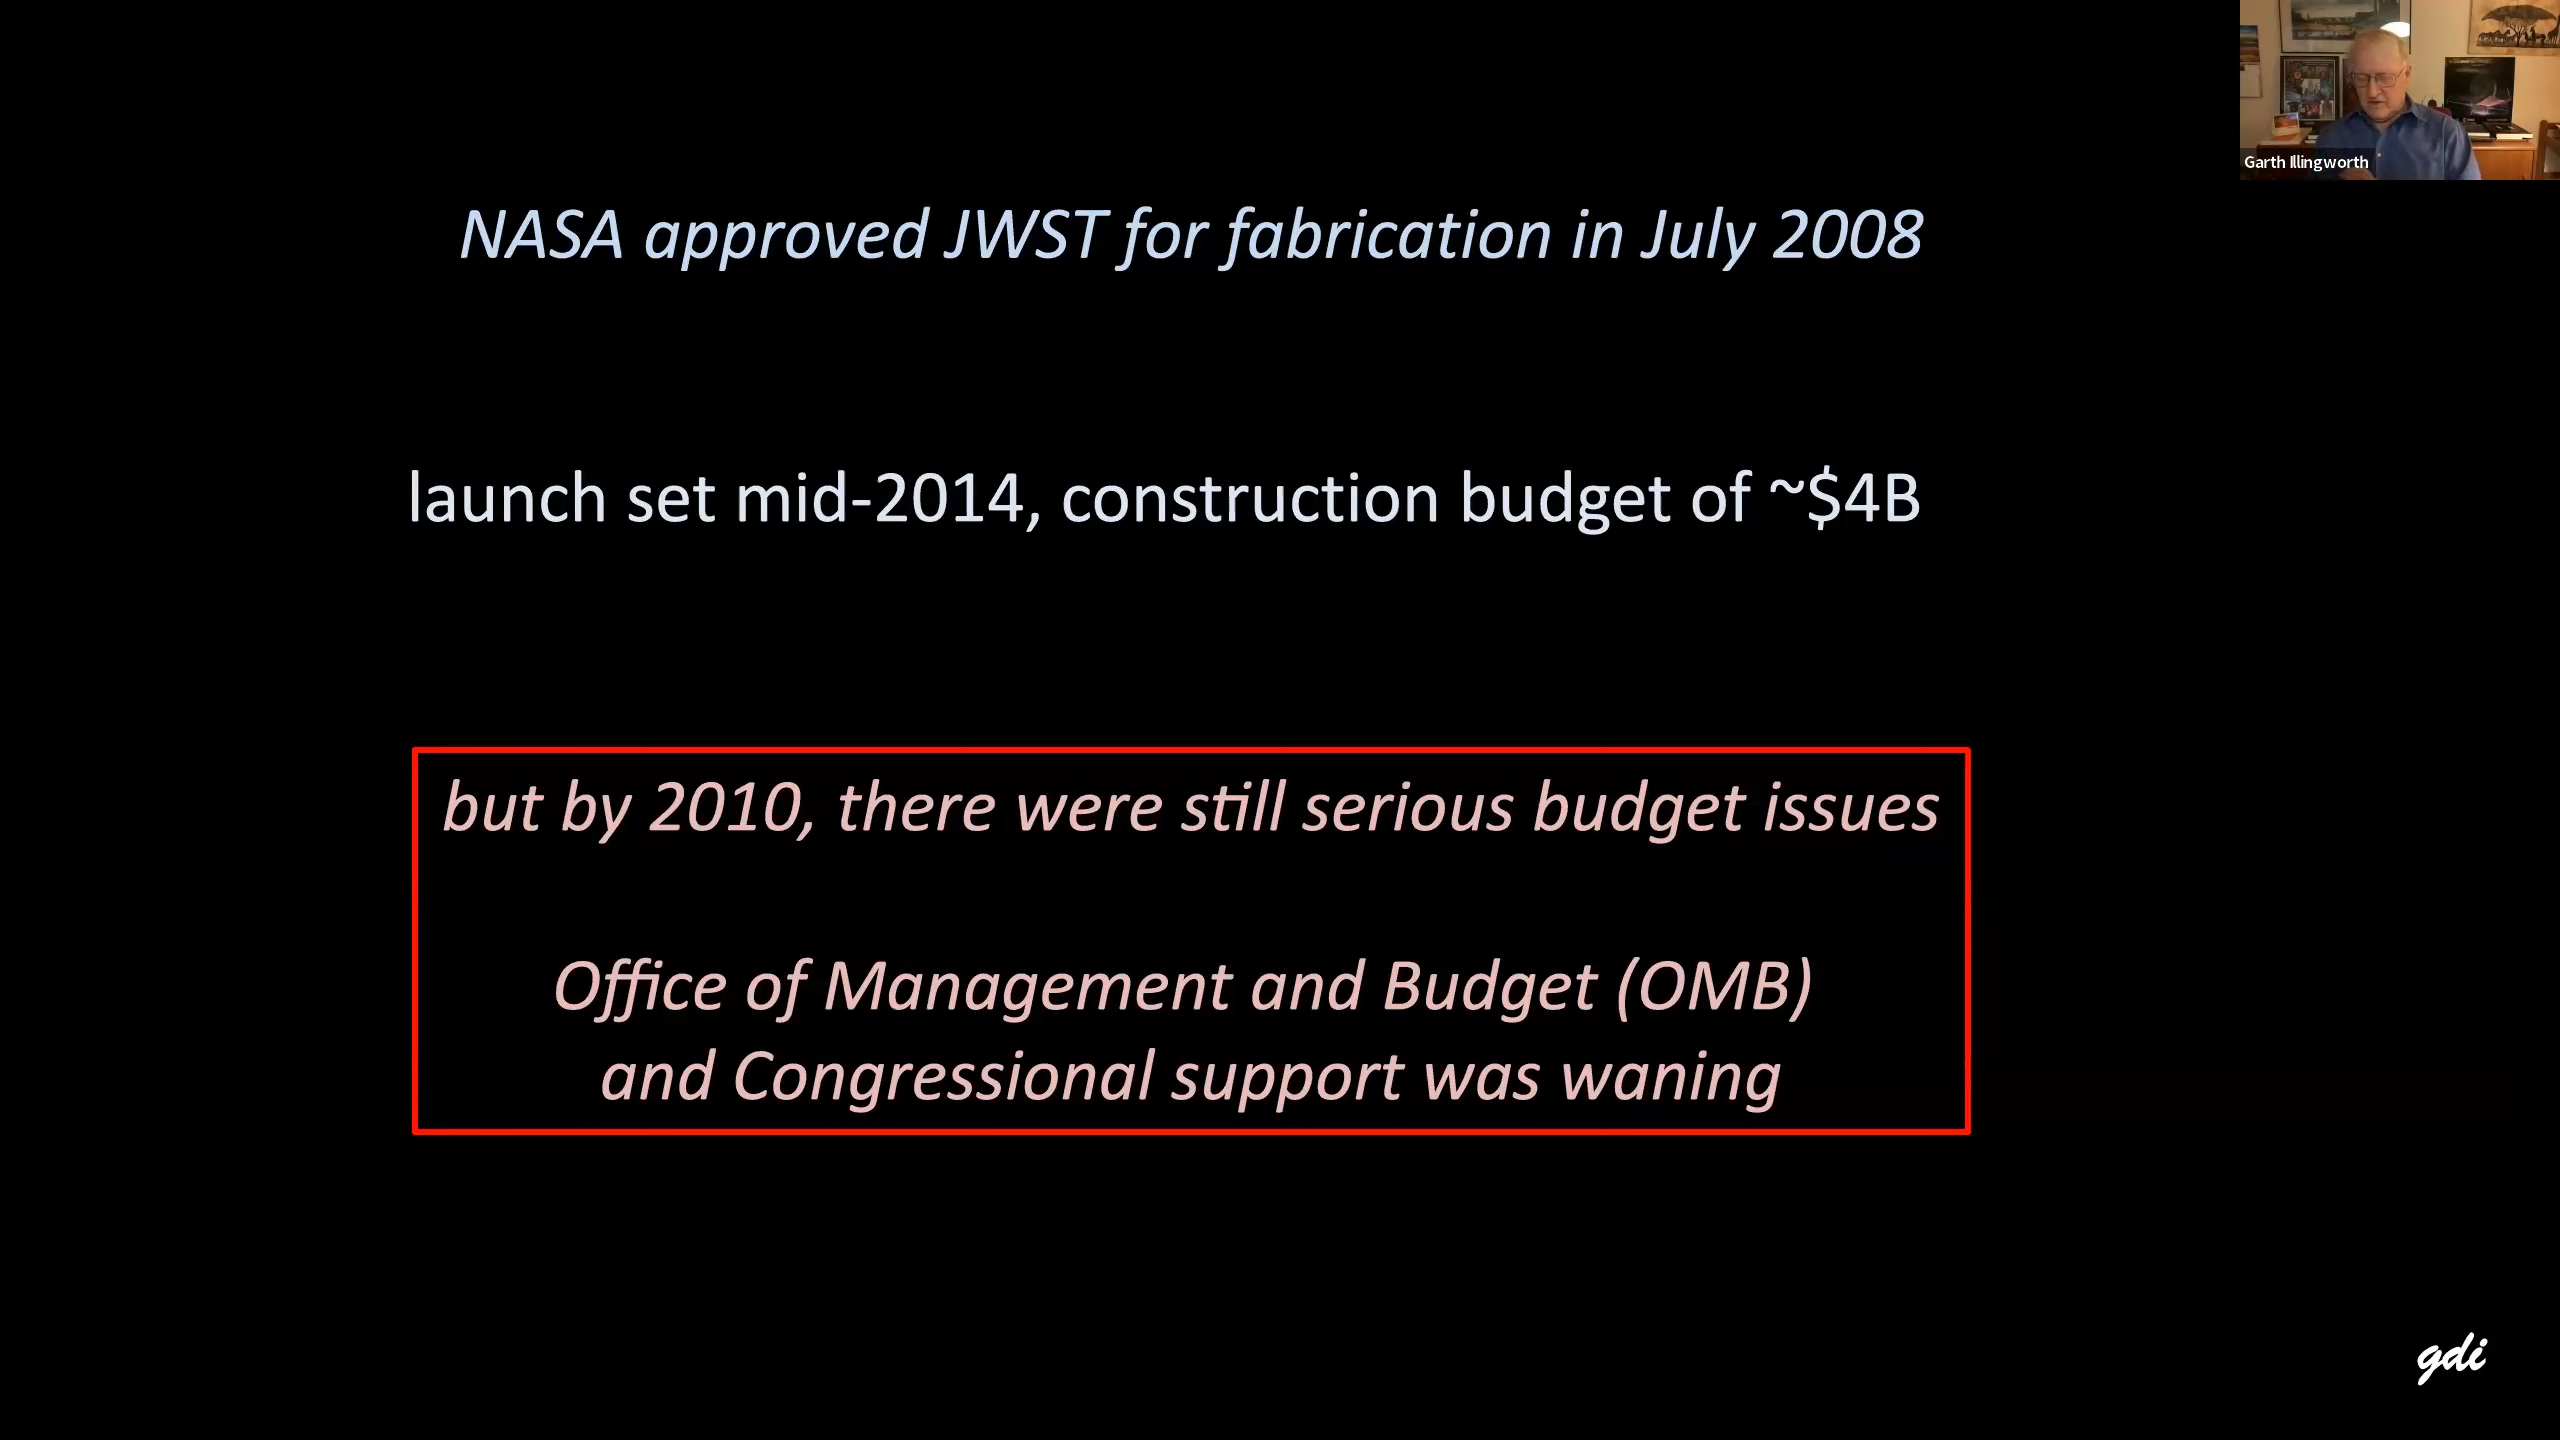 Garth Illingworth
NASA approved JWST for fabrication in July 2008
launch set mid-2014, construction budget of ~$4B
but by 2010, there were still serious budget issues
Office of Management and Budget (OMB)
and Congressional support was waning
gdi